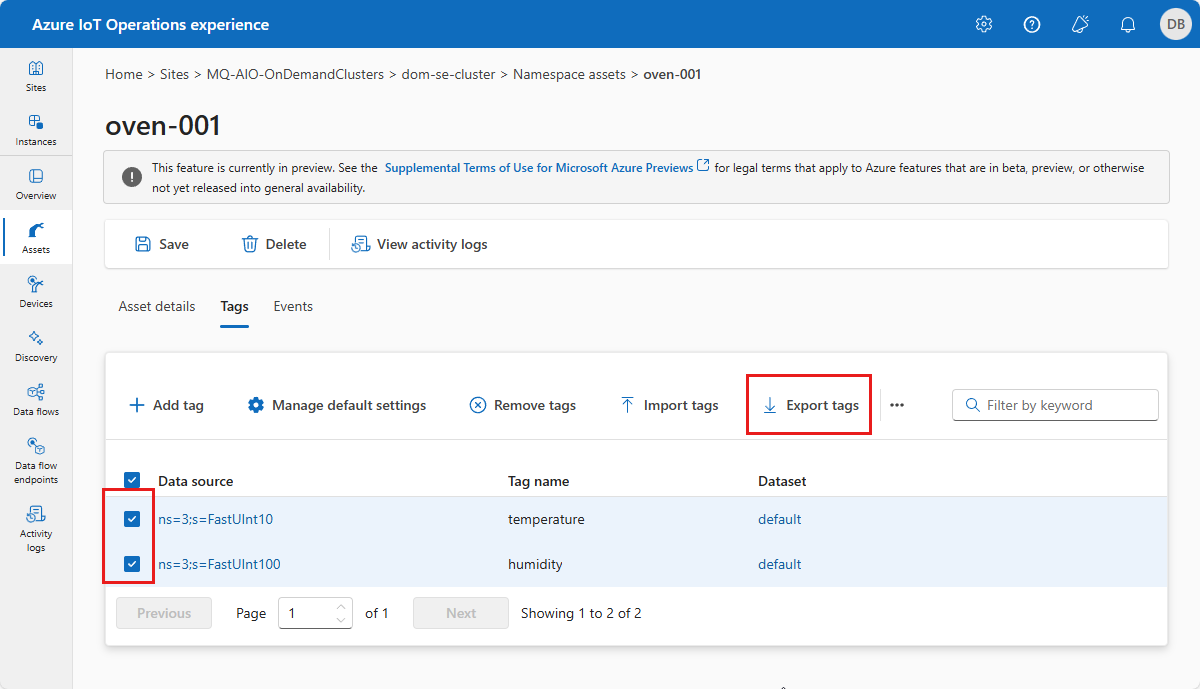 Azure IoT Operations experience
DB
Sites
Instances
Overview
Assets
Devices
Discovery
Data flows
Data flow
endpoints
Activity
logs
Home > Sites > MQ-AIO-OnDemandClusters > dom-se-cluster > Namespace assets > oven-001
oven-001
This feature is currently in preview. See the Supplemental Terms of Use for Microsoft Azure Previews for legal terms that apply to Azure features that are in beta, preview, or otherwise
not yet released into general availability.
Save Delete View activity logs
Asset details Tags Events
Add tag Manage default settings Remove tags Import tags Export tags ••• Filter by keyword
Data source Tag name Dataset
ns=3;s=FastUInt10 temperature default
ns=3;s=FastUInt100 humidity default
Previous Page 1 of 1 Next Showing 1 to 2 of 2